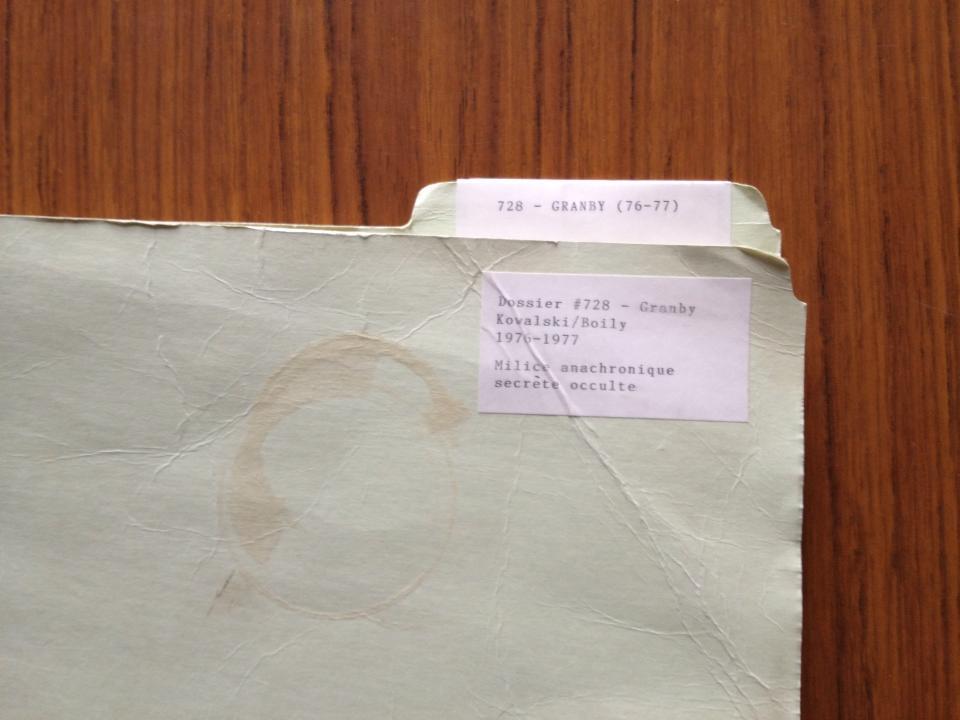 728 - GRANBY (76-77)
Dossier #728 - Granby
Kowalski/Boily
1976-1977
Milice anachronique
secrète occulte